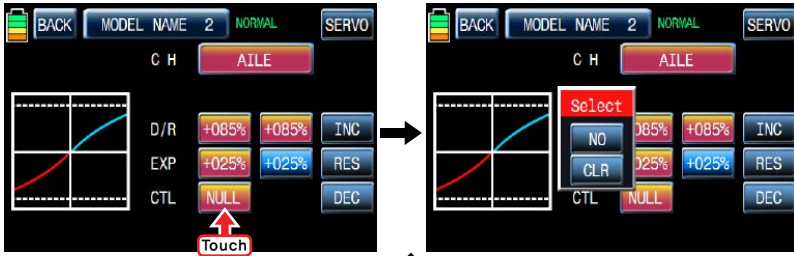 BACK MODEL NAME 2 NORMAL SERVO
C H AILE
D/R +085% +085% INC
EXP +025% +025% RES
CTL NULL DEC
Touch
BACK MODEL NAME 2 NORMAL SERVO
C H AILE
Select
NO
CLR
085% +085% INC
025% +025% RES
CTL NULL DEC